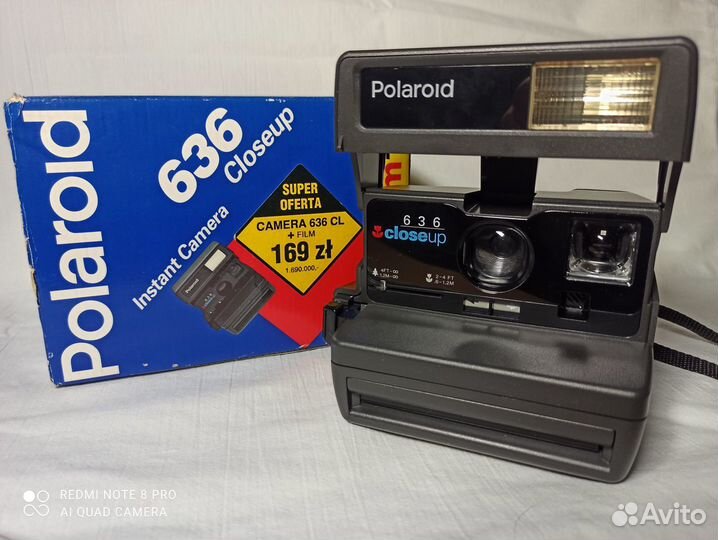 Polaroid
636
Closeup
Instant Camera
SUPER
OFERTA
CAMERA 636 CL
+ FILM
169 zł
1.690.000,-
Polaroid
Polaroid
636
closeup
4FT-∞
1.2M-∞
2-4 FT
.6-1.2M
REDMI NOTE 8 PRO
AI QUAD CAMERA
Avito